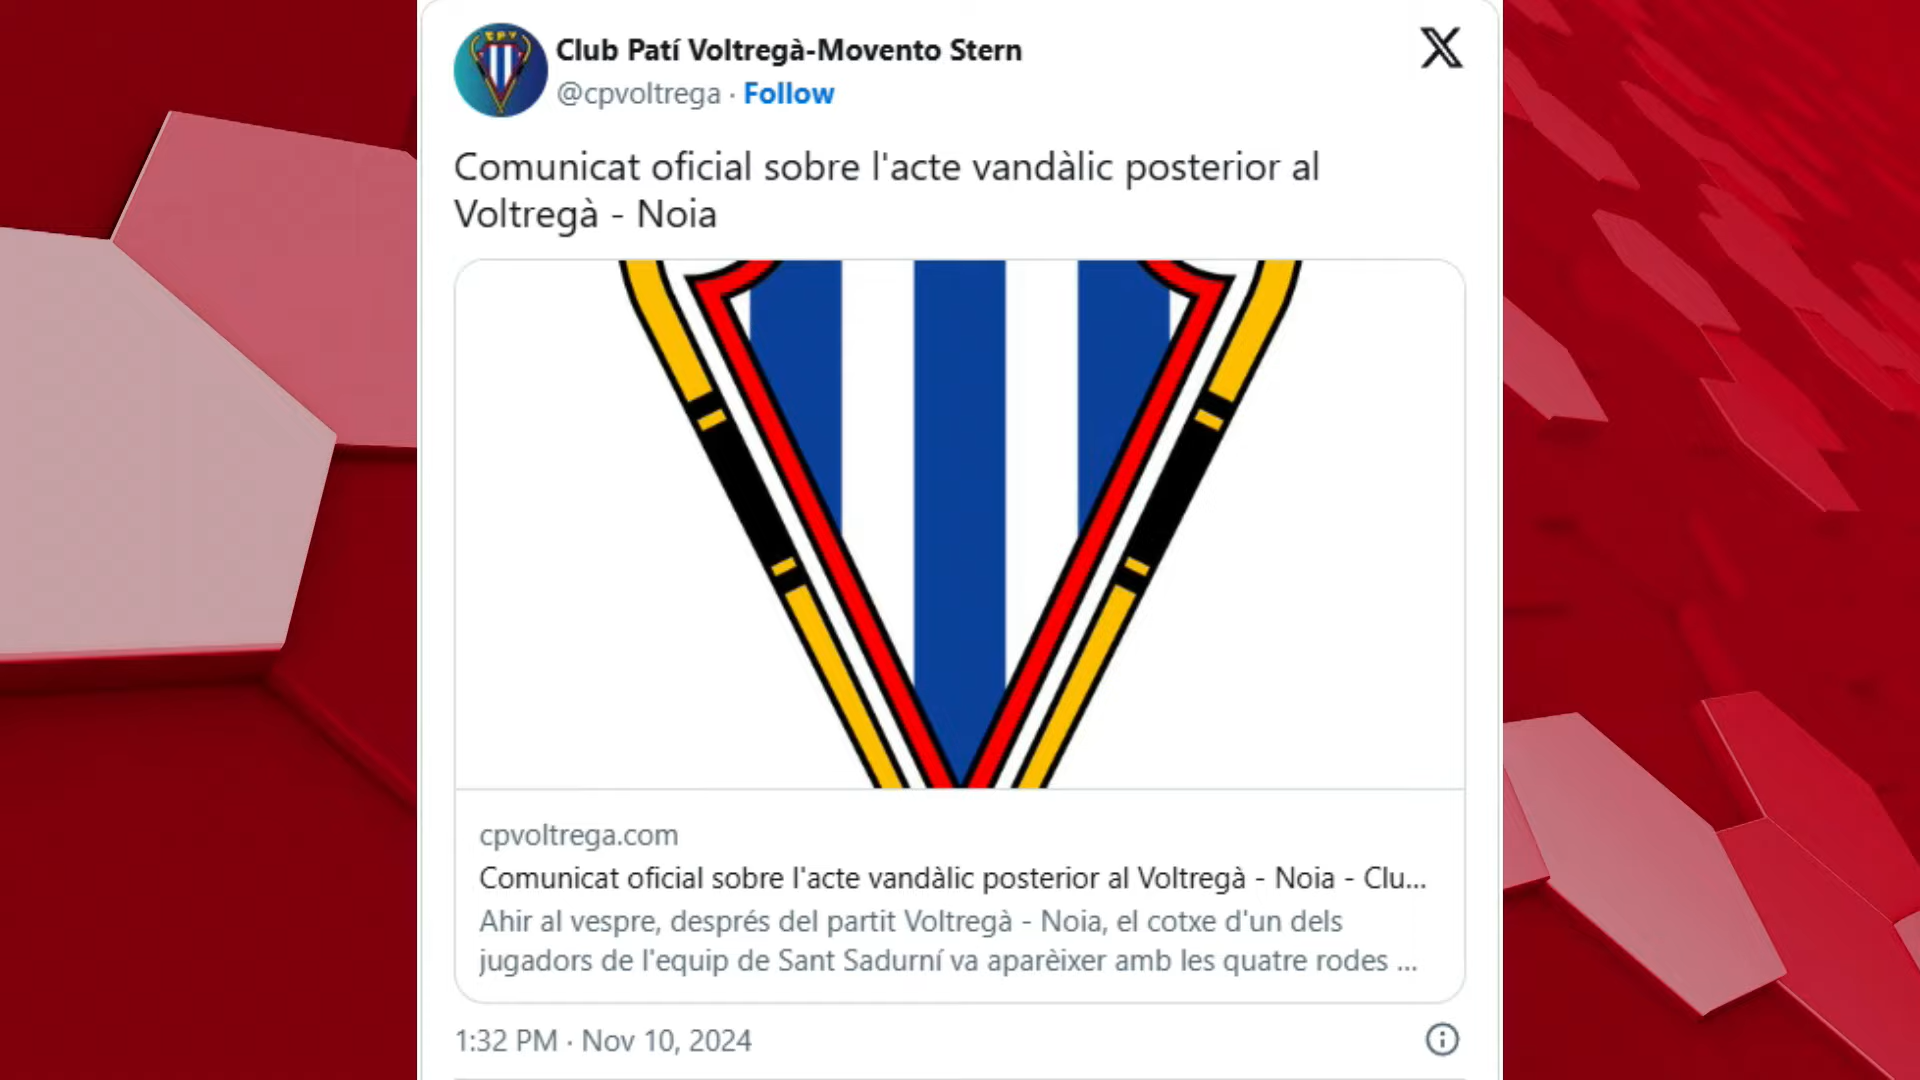 Club Patí Voltregà-Movento Stern
@cpvoltrega · Follow
Comunicat oficial sobre l'acte vandàlic posterior al
Voltregà - Noia
cpvoltrega.com
Comunicat oficial sobre l'acte vandàlic posterior al Voltregà - Noia - Clu...
Ahir al vespre, després del partit Voltregà - Noia, el cotxe d'un dels
jugadors de l'equip de Sant Sadurní va aparèixer amb les quatre rodes ...
1:32 PM · Nov 10, 2024